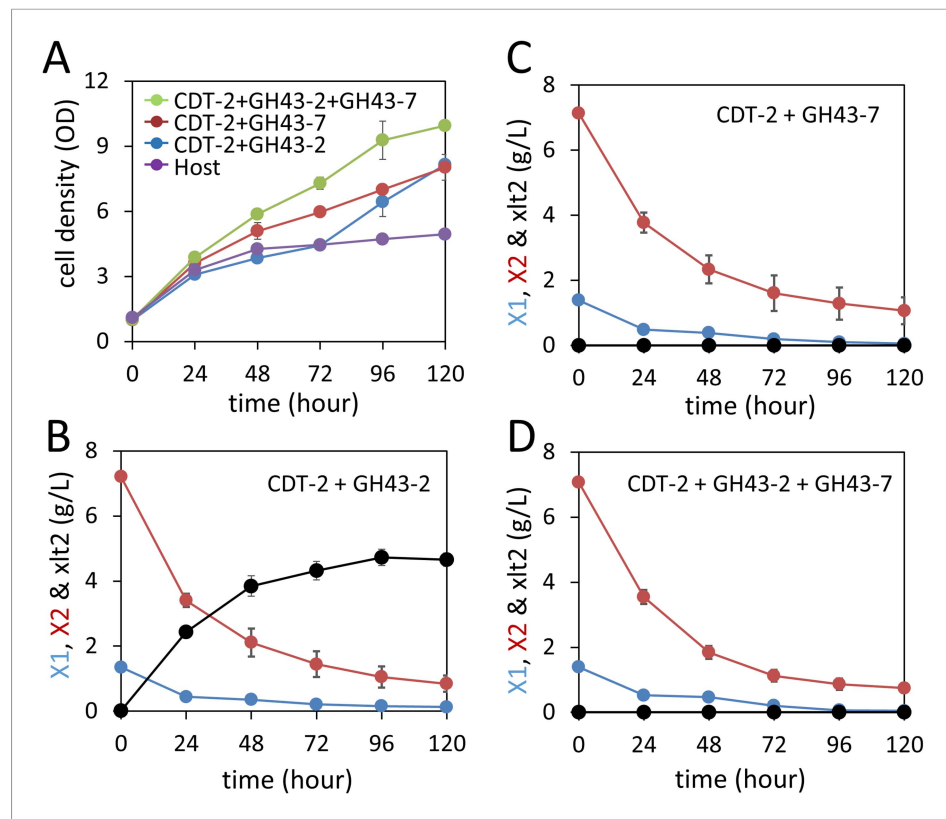 A
12
9
6
3
0
cell density (OD)
CDT-2+GH43-2+GH43-7
CDT-2+GH43-7
CDT-2+GH43-2
Host
0 24 48 72 96 120
time (hour)
B
8
6
4
2
0
X1, X2 & xlt2 (g/L)
CDT-2 + GH43-2
0 24 48 72 96 120
time (hour)
C
8
6
4
2
0
X1, X2 & xlt2 (g/L)
CDT-2 + GH43-7
0 24 48 72 96 120
time (hour)
D
8
6
4
2
0
X1, X2 & xlt2 (g/L)
CDT-2 + GH43-2 + GH43-7
0 24 48 72 96 120
time (hour)